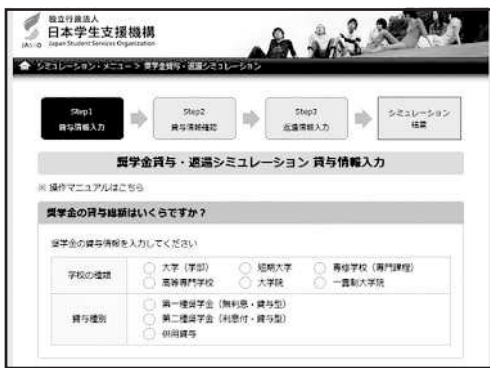 独立行政法人
日本学生支援機構
JASSO Japan Student Services Organization
シミュレーション・メニュー > 奨学金貸与・返還シミュレーション
Step1
貸与情報入力
Step2
貸与情報確認
Step3
返還情報入力
シミュレーション
結果
奨学金貸与・返還シミュレーション 貸与情報入力
※ 操作マニュアルはこちら
奨学金の貸与総額はいくらですか?
奨学金の貸与情報を入力してください
学校の種類
大学(学部) 短期大学 専修学校(専門課程)
高等専門学校 大学院 一貫制大学院
貸与種別
第一種奨学金(無利息・貸与型)
第二種奨学金(利息付・貸与型)
併用貸与